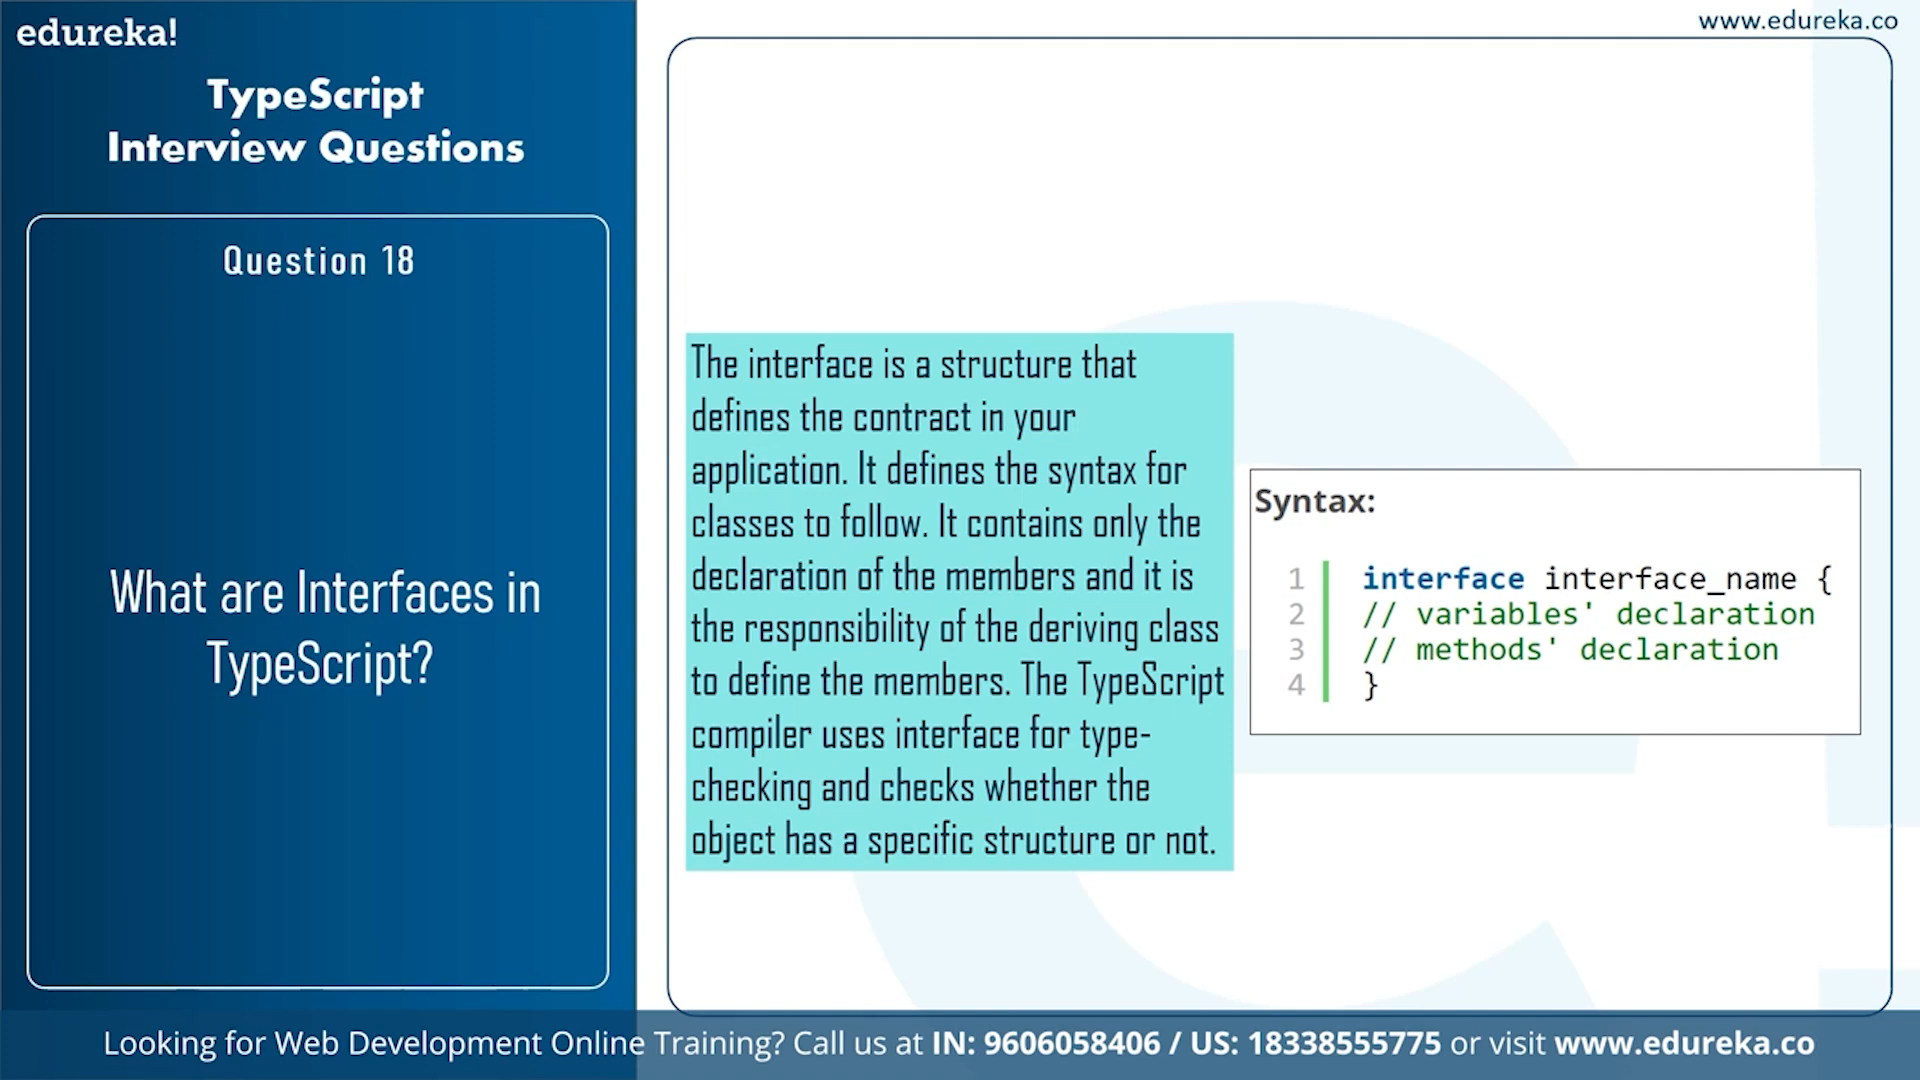 edureka!
www.edureka.co
TypeScript
Interview Questions
Question 18
What are Interfaces in
TypeScript?
The interface is a structure that
defines the contract in your
application. It defines the syntax for
classes to follow. It contains only the
declaration of the members and it is
the responsibility of the deriving class
to define the members. The TypeScript
compiler uses interface for type-
checking and checks whether the
object has a specific structure or not.
Syntax:
1 interface interface_name {
2 // variables' declaration
3 // methods' declaration
4 }
Looking for Web Development Online Training? Call us at IN: 9606058406 / US: 18338555775 or visit www.edureka.co